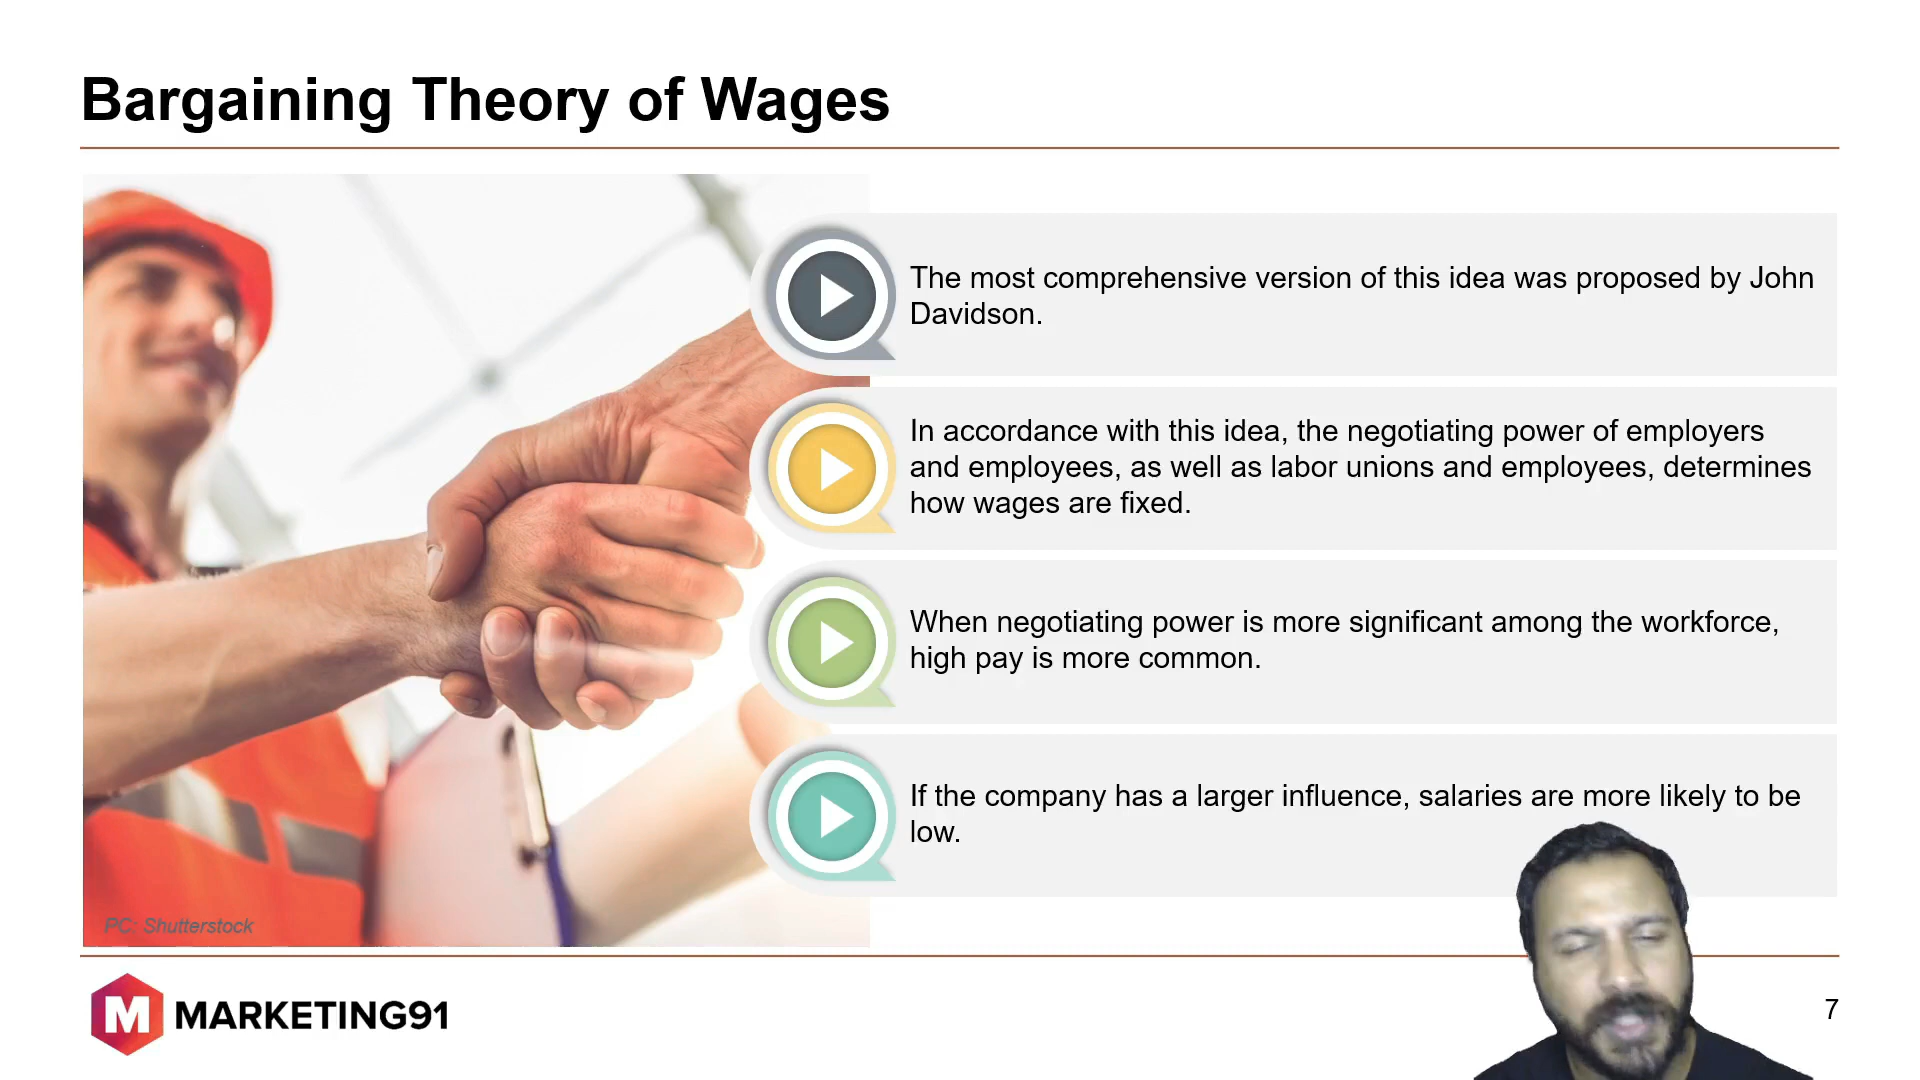 Bargaining Theory of Wages
The most comprehensive version of this idea was proposed by John
Davidson.
In accordance with this idea, the negotiating power of employers
and employees, as well as labor unions and employees, determines
how wages are fixed.
When negotiating power is more significant among the workforce,
high pay is more common.
If the company has a larger influence, salaries are more likely to be
low.
PC: Shutterstock
M MARKETING91
7